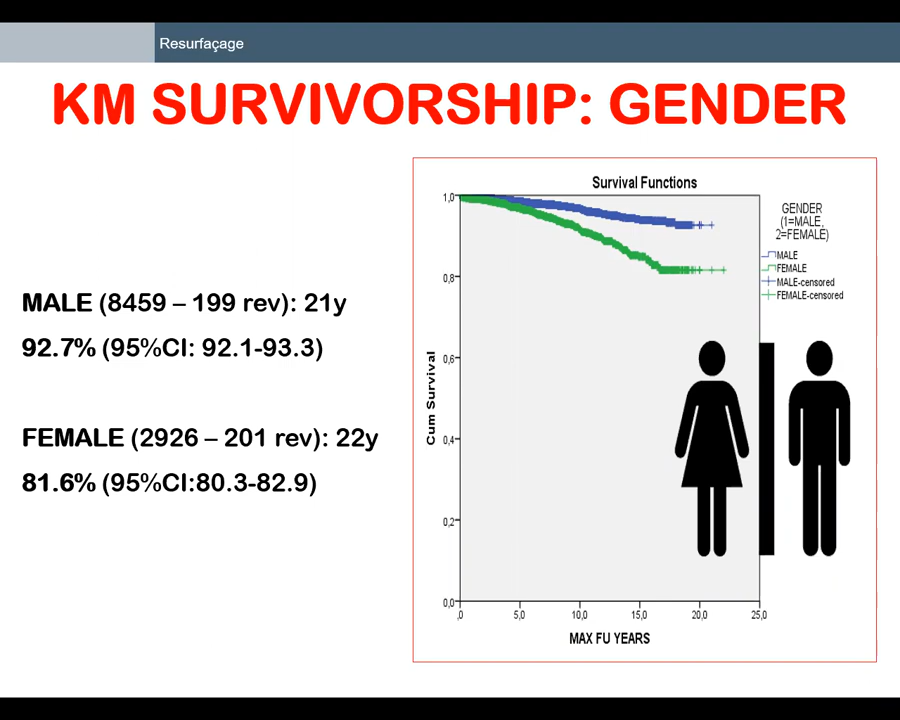 Resurfaçage
KM SURVIVORSHIP: GENDER
MALE (8459 – 199 rev): 21y
92.7% (95%CI: 92.1-93.3)
FEMALE (2926 – 201 rev): 22y
81.6% (95%CI:80.3-82.9)
Survival Functions
1,0
0,8
0,6
0,4
0,2
0,0
Cum Survival
,0
5,0
10,0
15,0
20,0
25,0
MAX FU YEARS
GENDER
(1=MALE,
2=FEMALE)
MALE
FEMALE
MALE-censored
FEMALE-censored